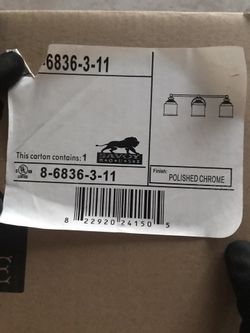 -6836-3-11
This carton contains: 1
SAVOY
HOUSE
8-6836-3-11
Finish:
POLISHED CHROME
8 22920 24150 5